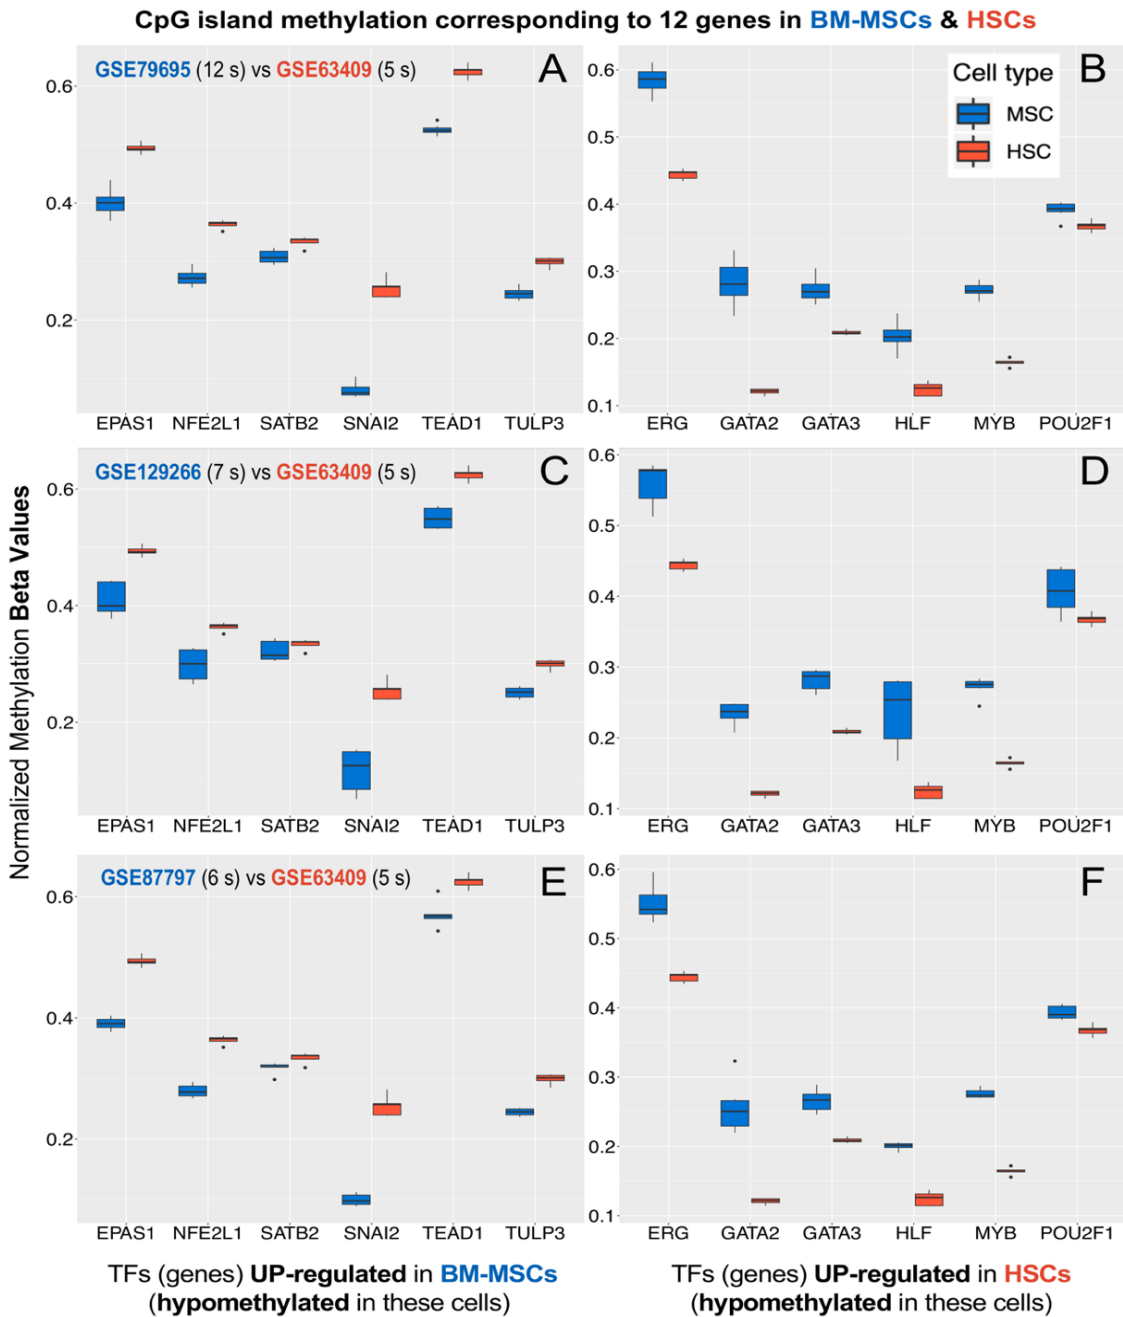 CpG island methylation corresponding to 12 genes in BM-MSCs & HSCs
GSE79695 (12 s) vs GSE63409 (5 s)
A
0.6
0.4
0.2
EPAS1 NFE2L1 SATB2 SNAI2 TEAD1 TULP3
B
Cell type
MSC
HSC
0.6
0.5
0.4
0.3
0.2
0.1
ERG GATA2 GATA3 HLF MYB POU2F1
Normalized Methylation Beta Values
GSE129266 (7 s) vs GSE63409 (5 s)
C
0.6
0.4
0.2
EPAS1 NFE2L1 SATB2 SNAI2 TEAD1 TULP3
D
0.6
0.5
0.4
0.3
0.2
0.1
ERG GATA2 GATA3 HLF MYB POU2F1
GSE87797 (6 s) vs GSE63409 (5 s)
E
0.6
0.4
0.2
EPAS1 NFE2L1 SATB2 SNAI2 TEAD1 TULP3
F
0.6
0.5
0.4
0.3
0.2
0.1
ERG GATA2 GATA3 HLF MYB POU2F1
TFs (genes) UP-regulated in BM-MSCs
(hypomethylated in these cells)
TFs (genes) UP-regulated in HSCs
(hypomethylated in these cells)